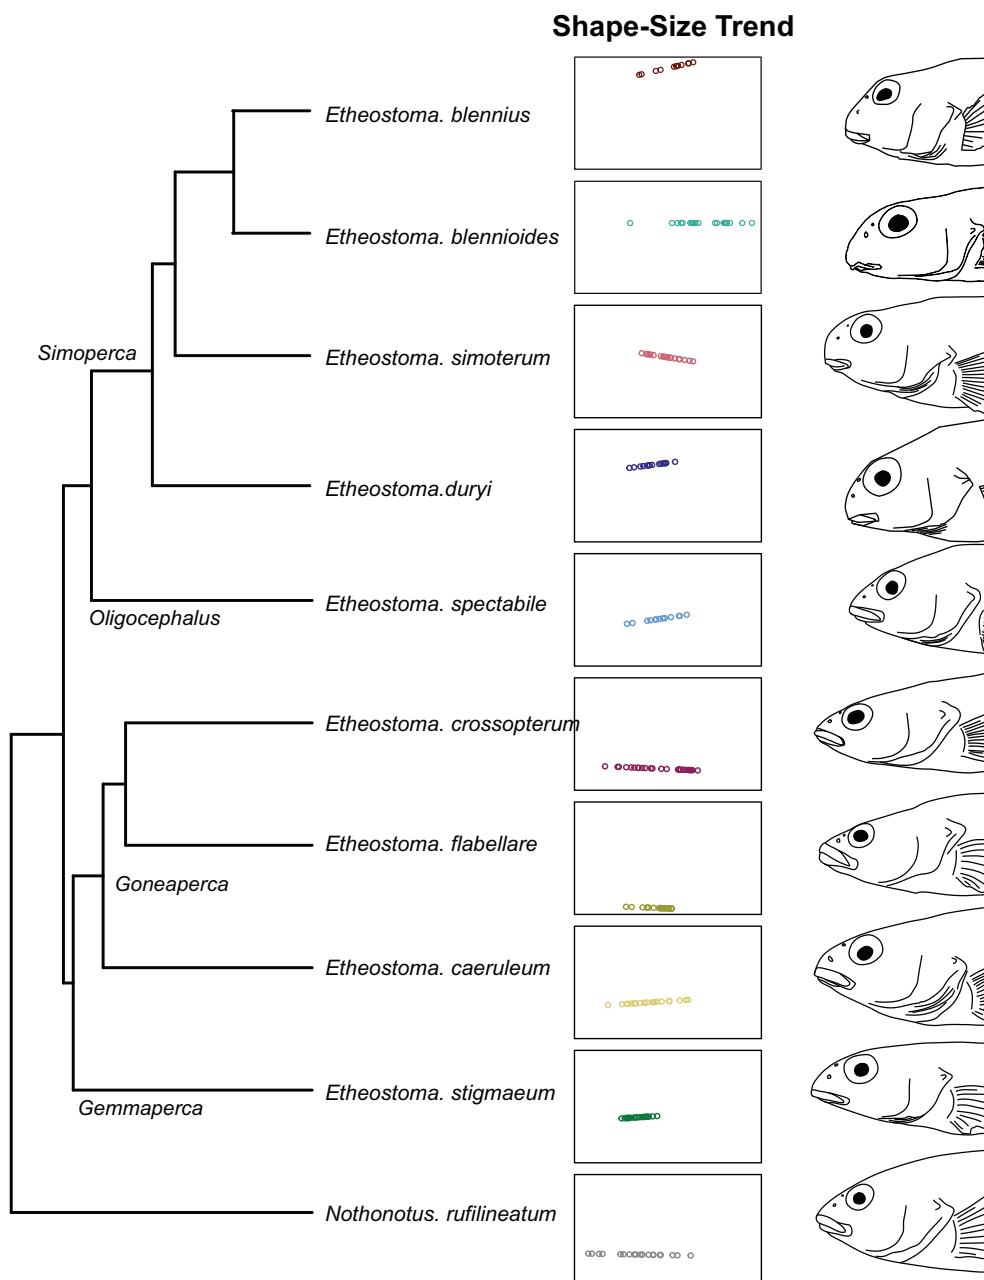 Shape-Size Trend
Etheostoma. blennius
Etheostoma. blennioides
Simoperca
Etheostoma. simoterum
Etheostoma.duryi
Etheostoma. spectabile
Oligocephalus
Etheostoma. crossopterum
Etheostoma. flabellare
Goneaperca
Etheostoma. caeruleum
Etheostoma. stigmaeum
Gemmaperca
Nothonotus. rufilineatum